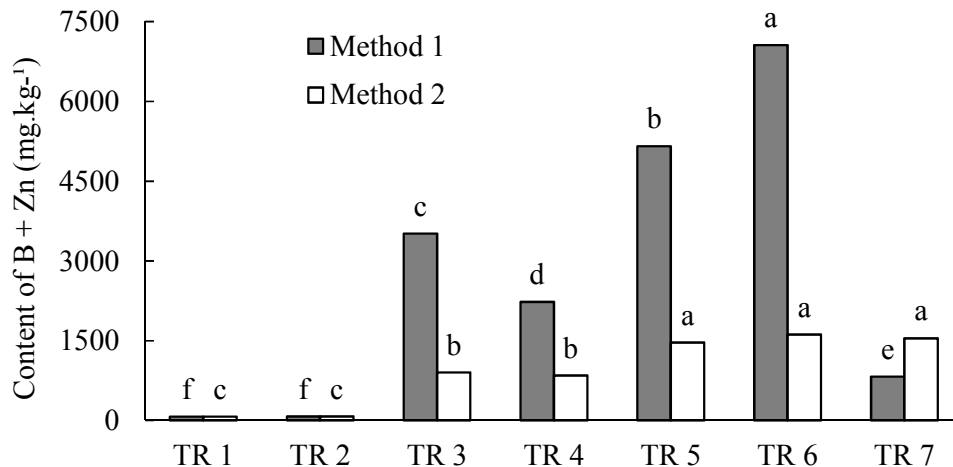 Content of B + Zn (mg.kg-¹)
7500
6000
4500
3000
1500
0
Method 1
Method 2
f c
f c
c b
d b
b a
a a
e a
TR 1 TR 2 TR 3 TR 4 TR 5 TR 6 TR 7